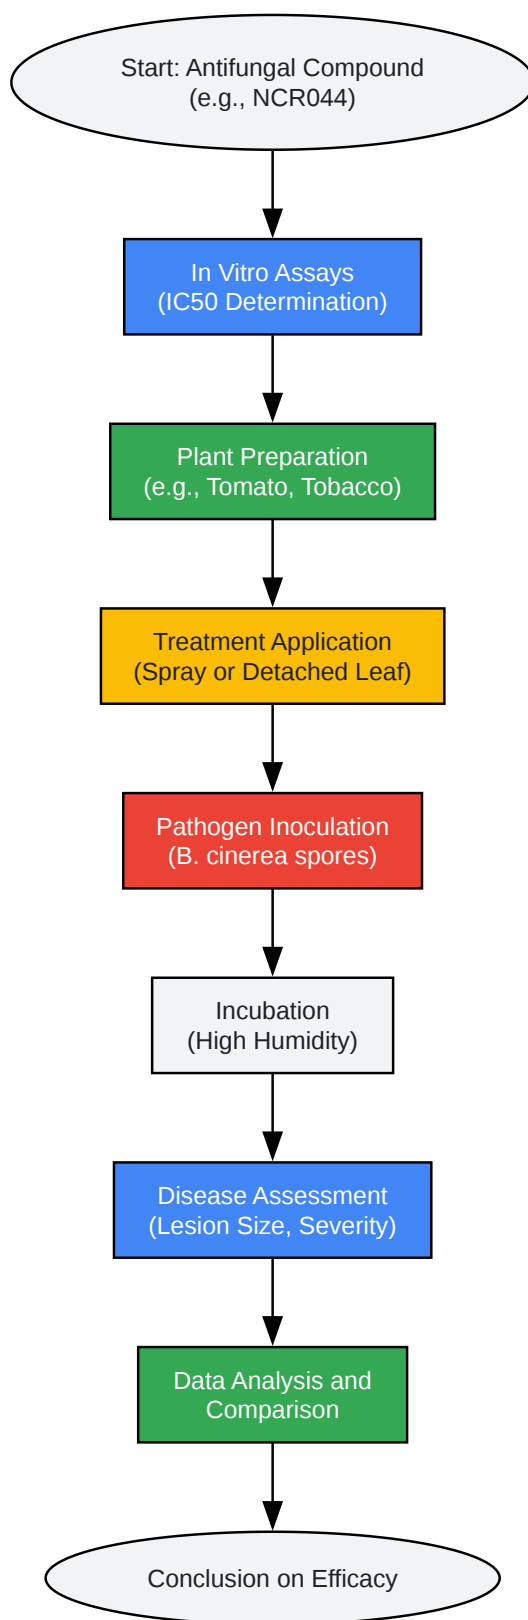 Start: Antifungal Compound
(e.g., NCR044)
In Vitro Assays
(IC50 Determination)
Plant Preparation
(e.g., Tomato, Tobacco)
Treatment Application
(Spray or Detached Leaf)
Pathogen Inoculation
(B. cinerea spores)
Incubation
(High Humidity)
Disease Assessment
(Lesion Size, Severity)
Data Analysis and
Comparison
Conclusion on Efficacy